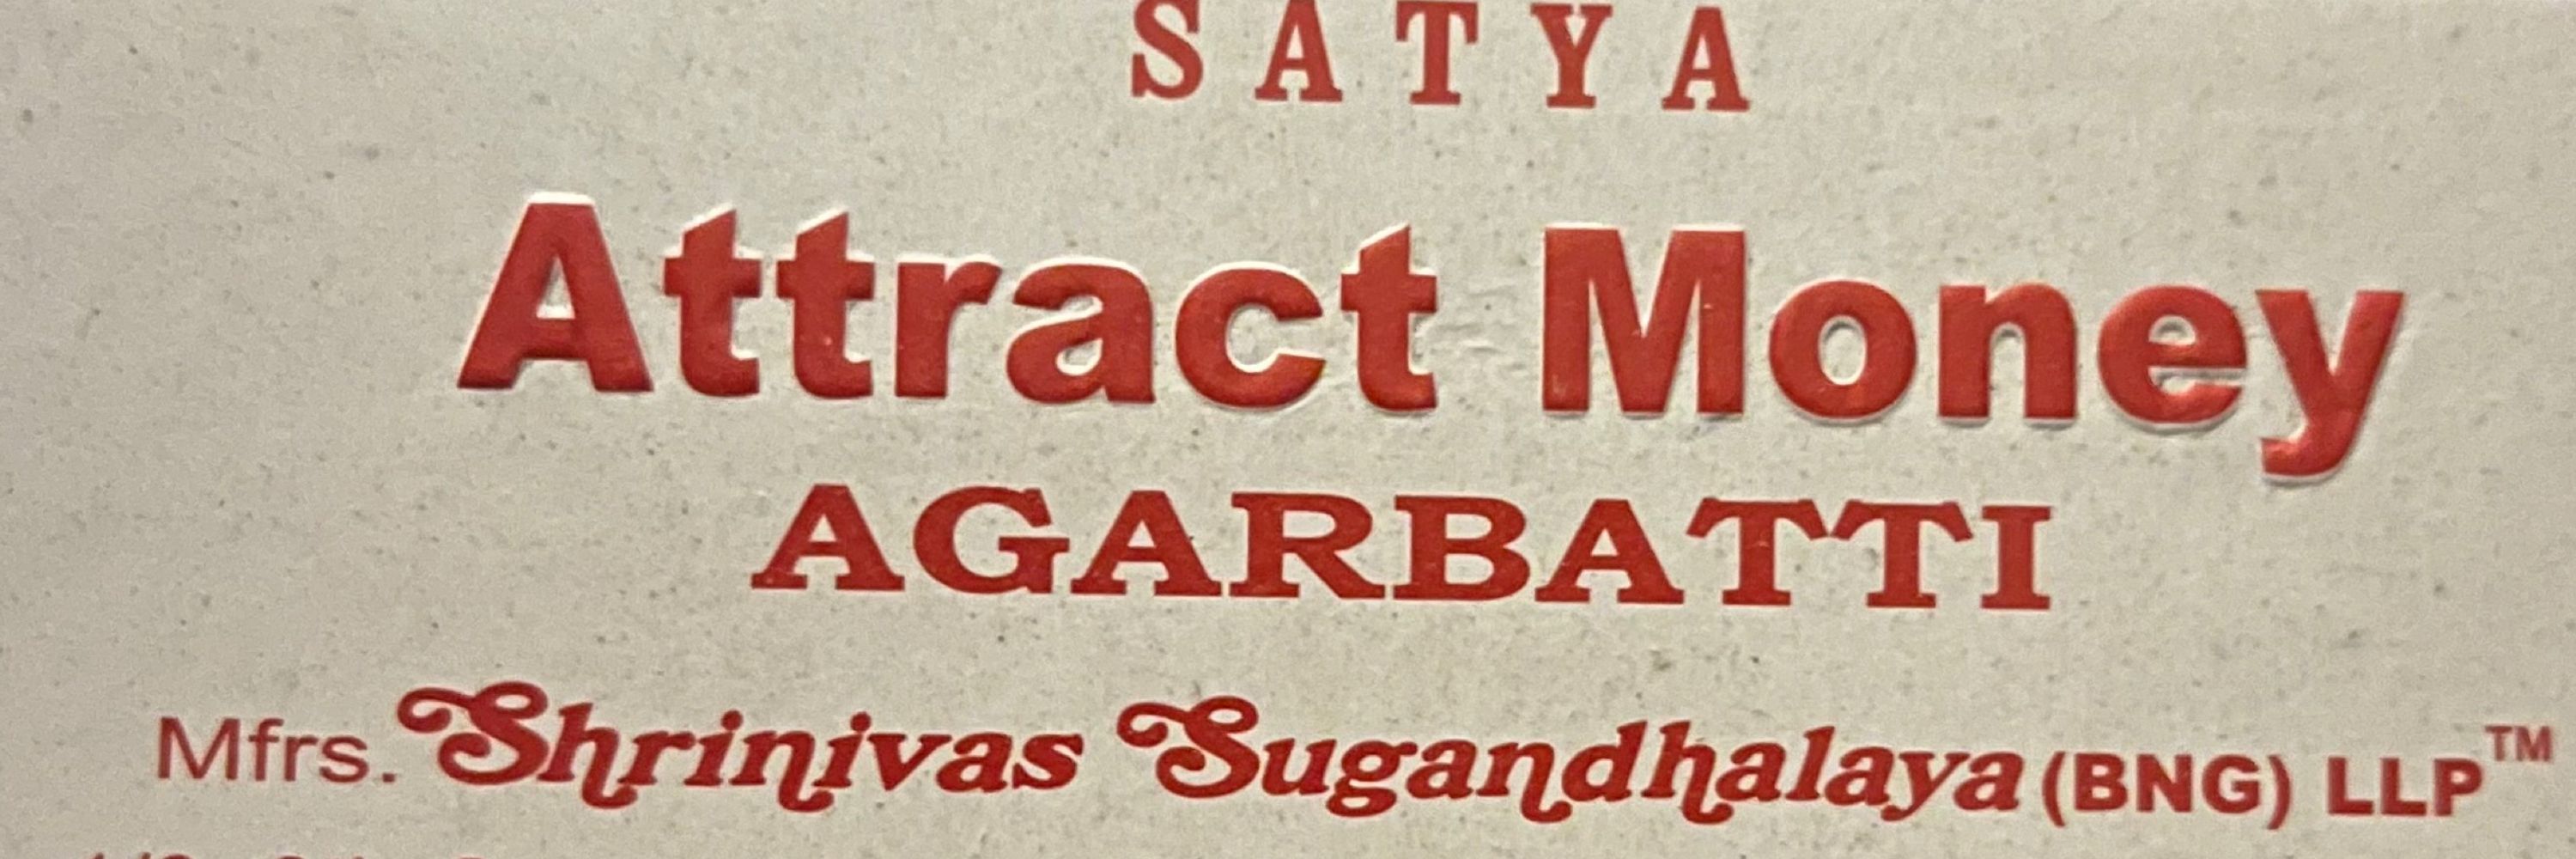 SATYA
Attract Money
AGARBATTI
Mfrs. Shrinivas Sugandhalaya (BNG) LLP™